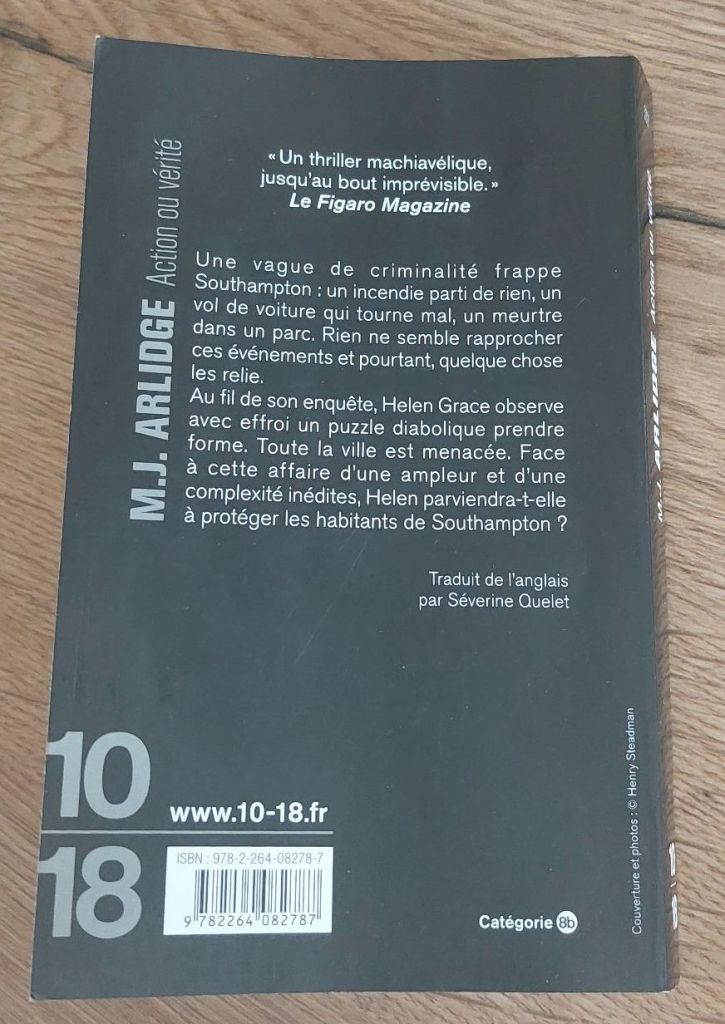 M.J. ARLIDGE Action ou vérité
« Un thriller machiavélique,
jusqu'au bout imprévisible. »
Le Figaro Magazine
Une vague de criminalité frappe
Southampton : un incendie parti de rien, un
vol de voiture qui tourne mal, un meurtre
dans un parc. Rien ne semble rapprocher
ces événements et pourtant, quelque chose
les relie.
Au fil de son enquête, Helen Grace observe
avec effroi un puzzle diabolique prendre
forme. Toute la ville est menacée. Face
à cette affaire d'une ampleur et d'une
complexité inédites, Helen parviendra-t-elle
à protéger les habitants de Southampton ?
Traduit de l'anglais
par Séverine Quelet
10
18
www.10-18.fr
ISBN : 978-2-264-08278-7
9 782264 082787
Catégorie 8b
Couverture et photos : © Henry Steadman
M.J. ARLIDGE Action ou vérité